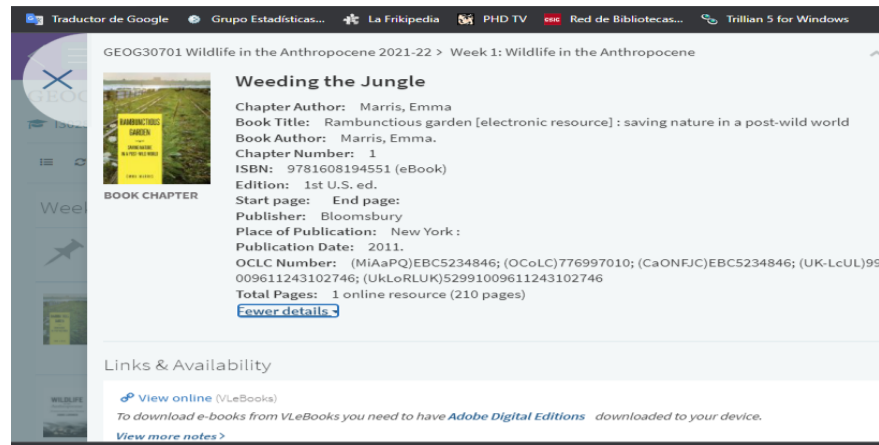 Traductor de Google Grupo Estadísticas... La Frikipedia PHD TV Red de Bibliotecas... Trillian 5 for Windows
GEOG30701 Wildlife in the Anthropocene 2021-22 > Week 1: Wildlife in the Anthropocene
Weeding the Jungle
Chapter Author: Marris, Emma
Book Title: Rambunctious garden [electronic resource] : saving nature in a post-wild world
Book Author: Marris, Emma.
Chapter Number: 1
ISBN: 9781608194551 (eBook)
Edition: 1st U.S. ed.
Start page: End page:
Publisher: Bloomsbury
Place of Publication: New York :
Publication Date: 2011.
OCLC Number: (MiAaPQ)EBC5234846; (OCoLC)776997010; (CaONFJC)EBC5234846; (UK-LcUL)99
009611243102746; (UkLoRLUK)52991009611243102746
Total Pages: 1 online resource (210 pages)
Fewer details
RAMBUNCTIOUS
GARDEN
EMMA MARRIS
BOOK CHAPTER
GEOG
Week
WILDLIFE
Links & Availability
View online (VLeBooks)
To download e-books from VLeBooks you need to have Adobe Digital Editions downloaded to your device.
View more notes >